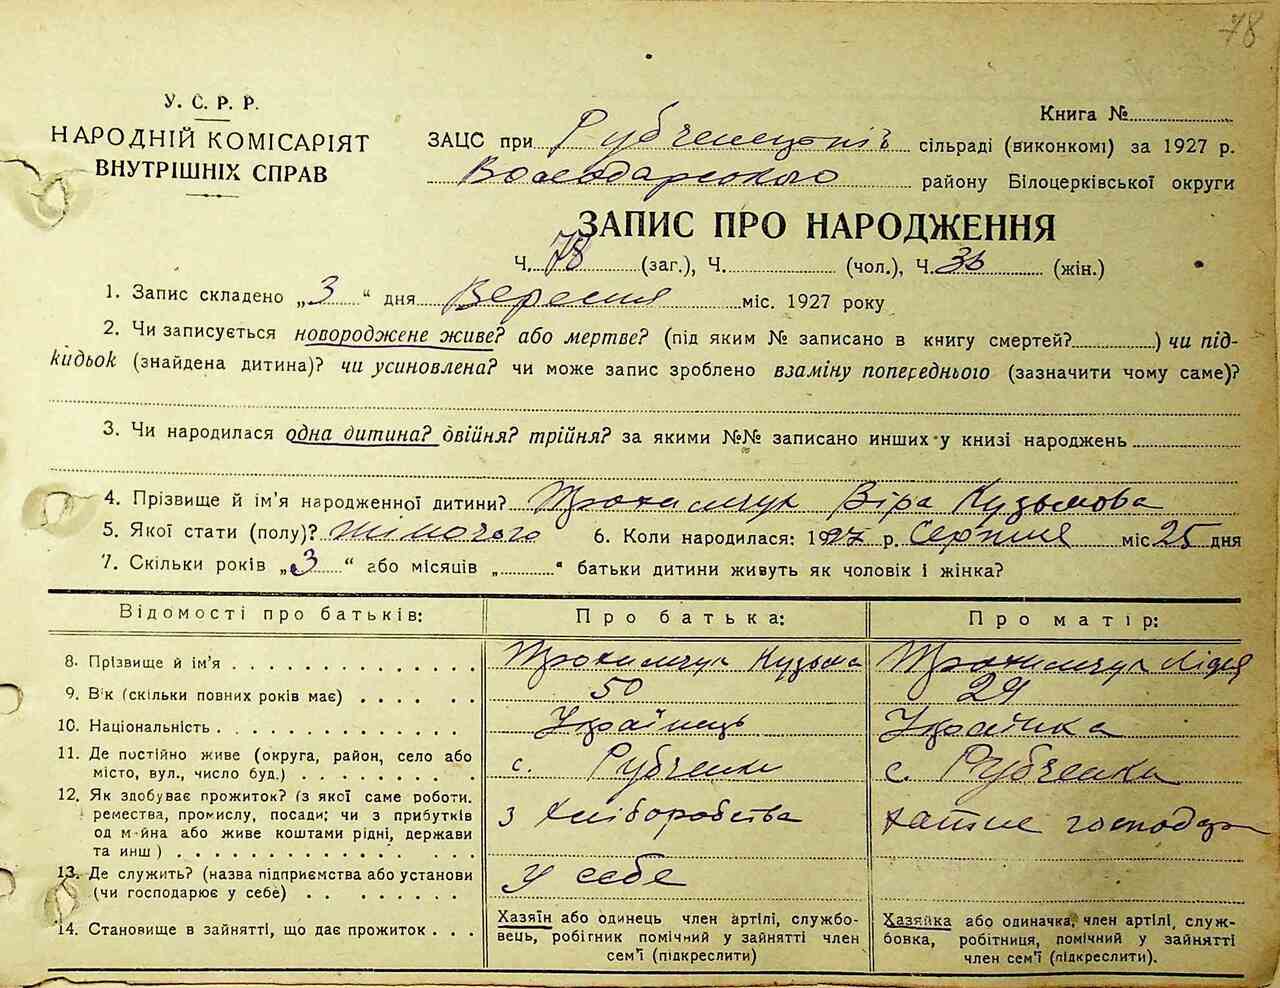 78
У. С. Р. Р.
НАРОДНІЙ КОМІСАРІЯТ
ВНУТРІШНІХ СПРАВ
Книга №
ЗАЦС при Рубченецькій сільраді (виконкомі) за 1927 р.
Володарського району Білоцерківської округи
ЗАПИС ПРО НАРОДЖЕННЯ
Ч. 78 (заг.), Ч. (чол.), Ч. (жін.)
1. Запис складено „3“ дня Вересня міс. 1927 року
2. Чи записується новороджене живе? або мертве? (під яким № записано в книгу смертей?) чи під-
кидьок (знайдена дитина)? чи усиновлена? чи може запис зроблено взаміну попереднього (зазначити чому саме)?
3. Чи народилася одна дитина? двійня? трійня? за якими №№ записано инших у книзі народжень
4. Прізвище й ім'я народженної дитини? Трохимчук Віра Кузьмова
5. Якої стати (полу)? жіночого 6. Коли народилася: 1927 р. Серпня міс 25 дня
7. Скільки років „3“ або місяців „“ батьки дитини живуть як чоловік і жінка?
Відомості про батьків: Про батька: Про матір:
8. Прізвище й ім'я Трохимчук Кузьма Трохимчук Лідія
9. Вік (скільки повних років має) 50 29
10. Національність Українець Українка
11. Де постійно живе (округа, район, село або
місто, вул., число буд.) с. Рубченки с. Рубченки
12. Як здобуває прожиток? (з якої саме роботи.
ремества, промислу, посади; чи з прибутків
од майна або живе коштами рідні, держави
та инш) з хліборобства хатнє господар
13. Де служить? (назва підприємства або установи
(чи господарює у себе) у себе
14. Становище в зайнятті, що дає прожиток
Хазяїн або одинець член артілі, службо-
вець, робітник помічний у зайнятті член
сем'ї (підкреслити)
Хазяйка або одиначка, член артілі, служ-
бовка, робітниця, помічний у зайнятті
член сем'ї (підкреслити).